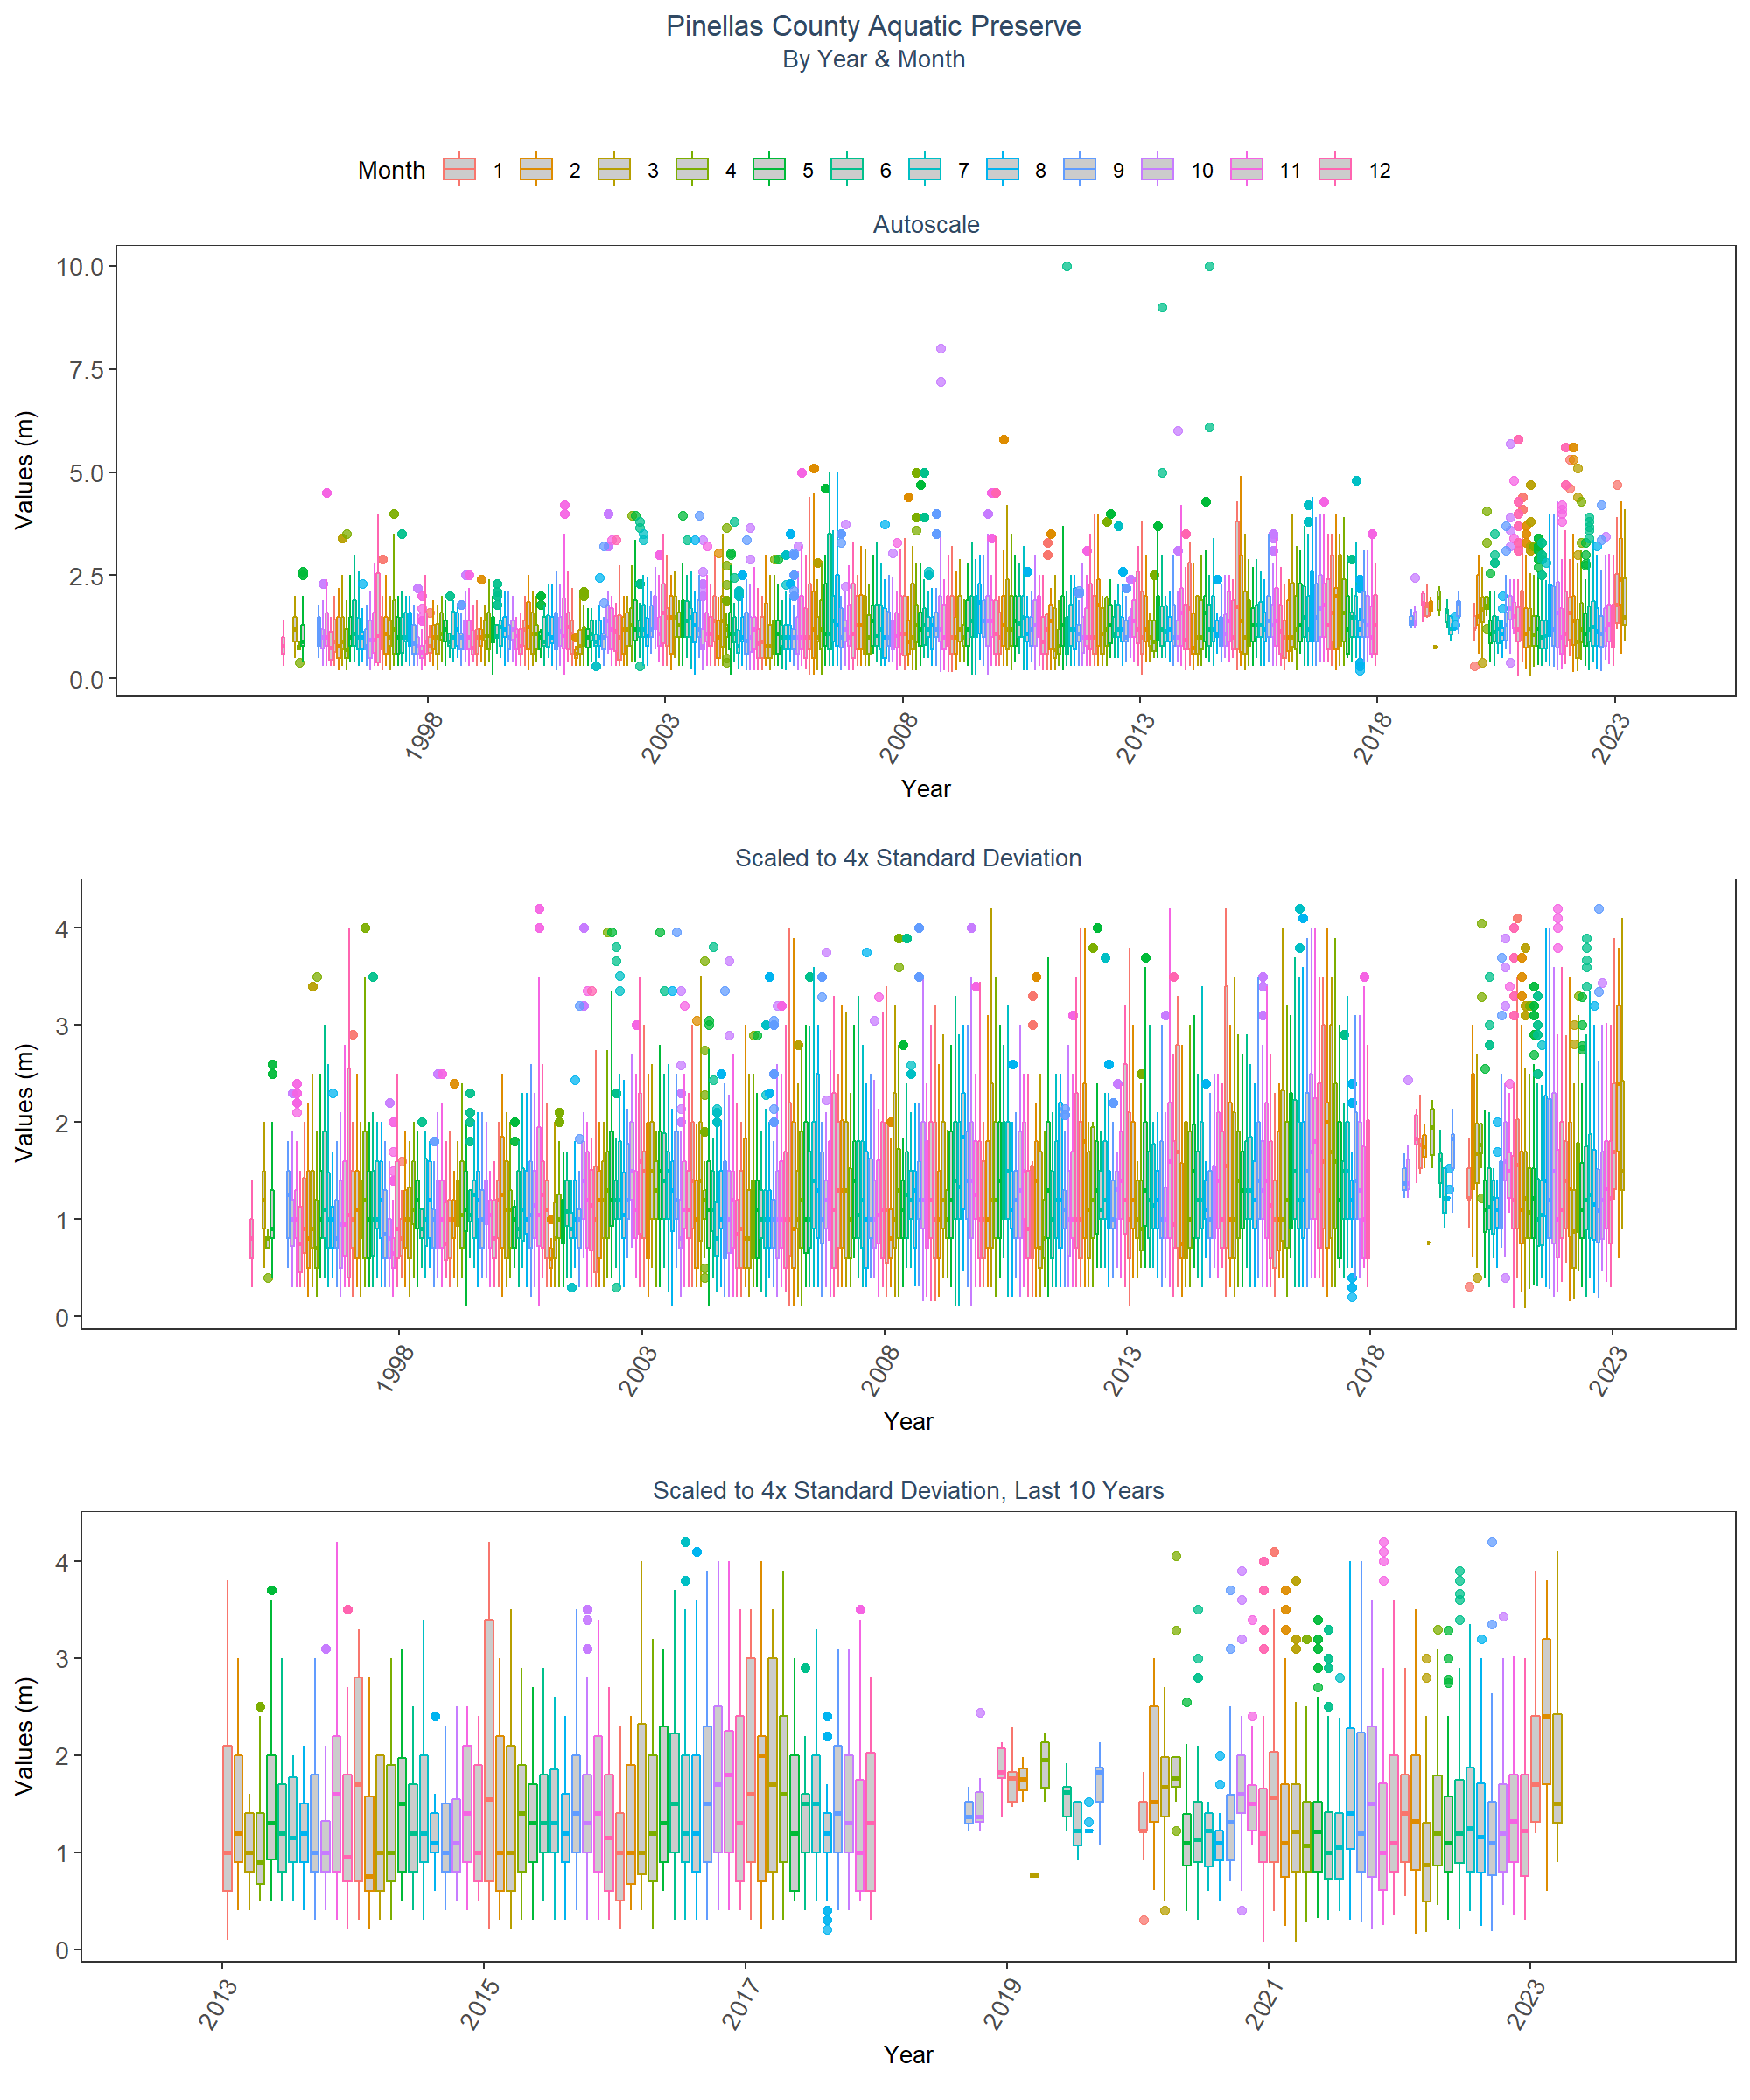 Pinellas County Aquatic Preserve
By Year & Month
Month 1 2 3 4 5 6 7 8 9 10 11 12
Autoscale
Values (m)
10.0
7.5
5.0
2.5
0.0
1998 2003 2008 2013 2018 2023
Year
Scaled to 4x Standard Deviation
Values (m)
4
3
2
1
0
1998 2003 2008 2013 2018 2023
Year
Scaled to 4x Standard Deviation, Last 10 Years
Values (m)
4
3
2
1
0
2013 2015 2017 2019 2021 2023
Year